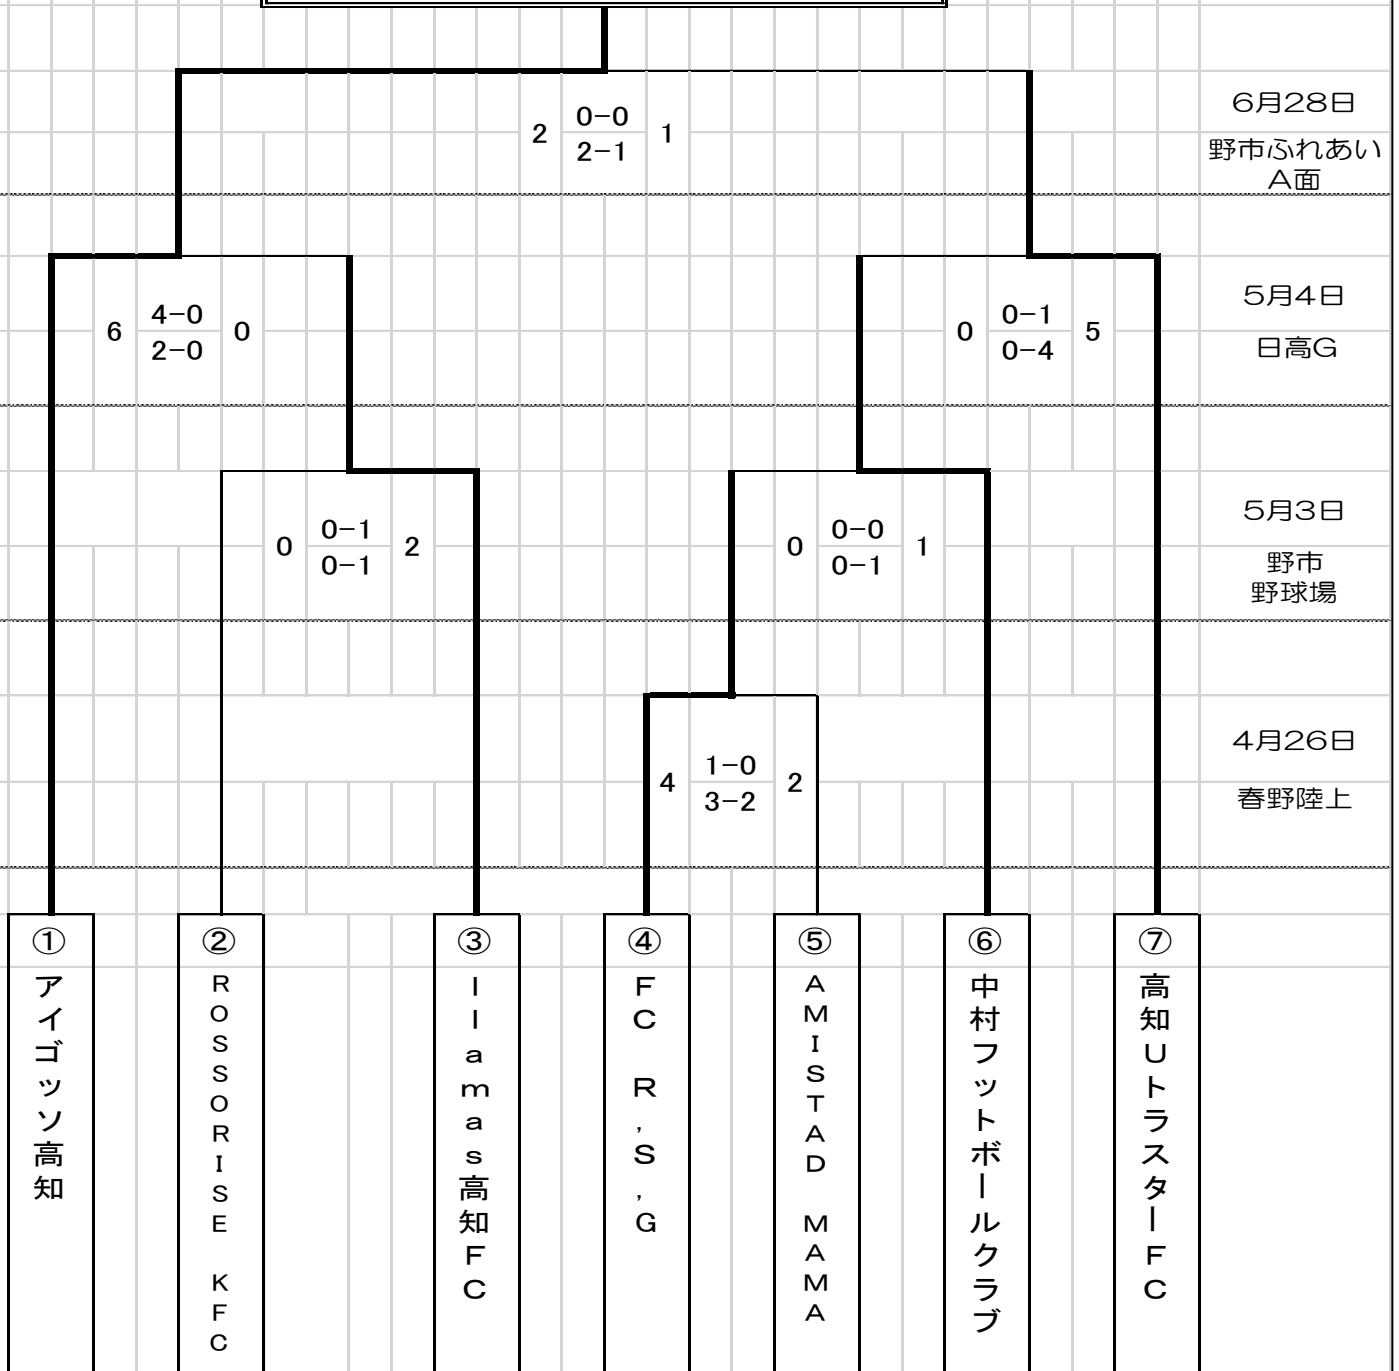 0-0
2 1
2-1
6月28日
野市ふれあい
A面
4-0
6 0
2-0
0-1
0 5
0-4
5月4日
日高G
0-1
0 2
0-1
0-0
0 1
0-1
5月3日
野市
野球場
1-0
4 2
3-2
4月26日
春野陸上
①
アイゴッソ高知
②
ROSSORISE KFC
③
llamas高知FC
④
FC R,S,G
⑤
AMISTAD MAMA
⑥
中村フットボールクラブ
⑦
高知UトラスターFC